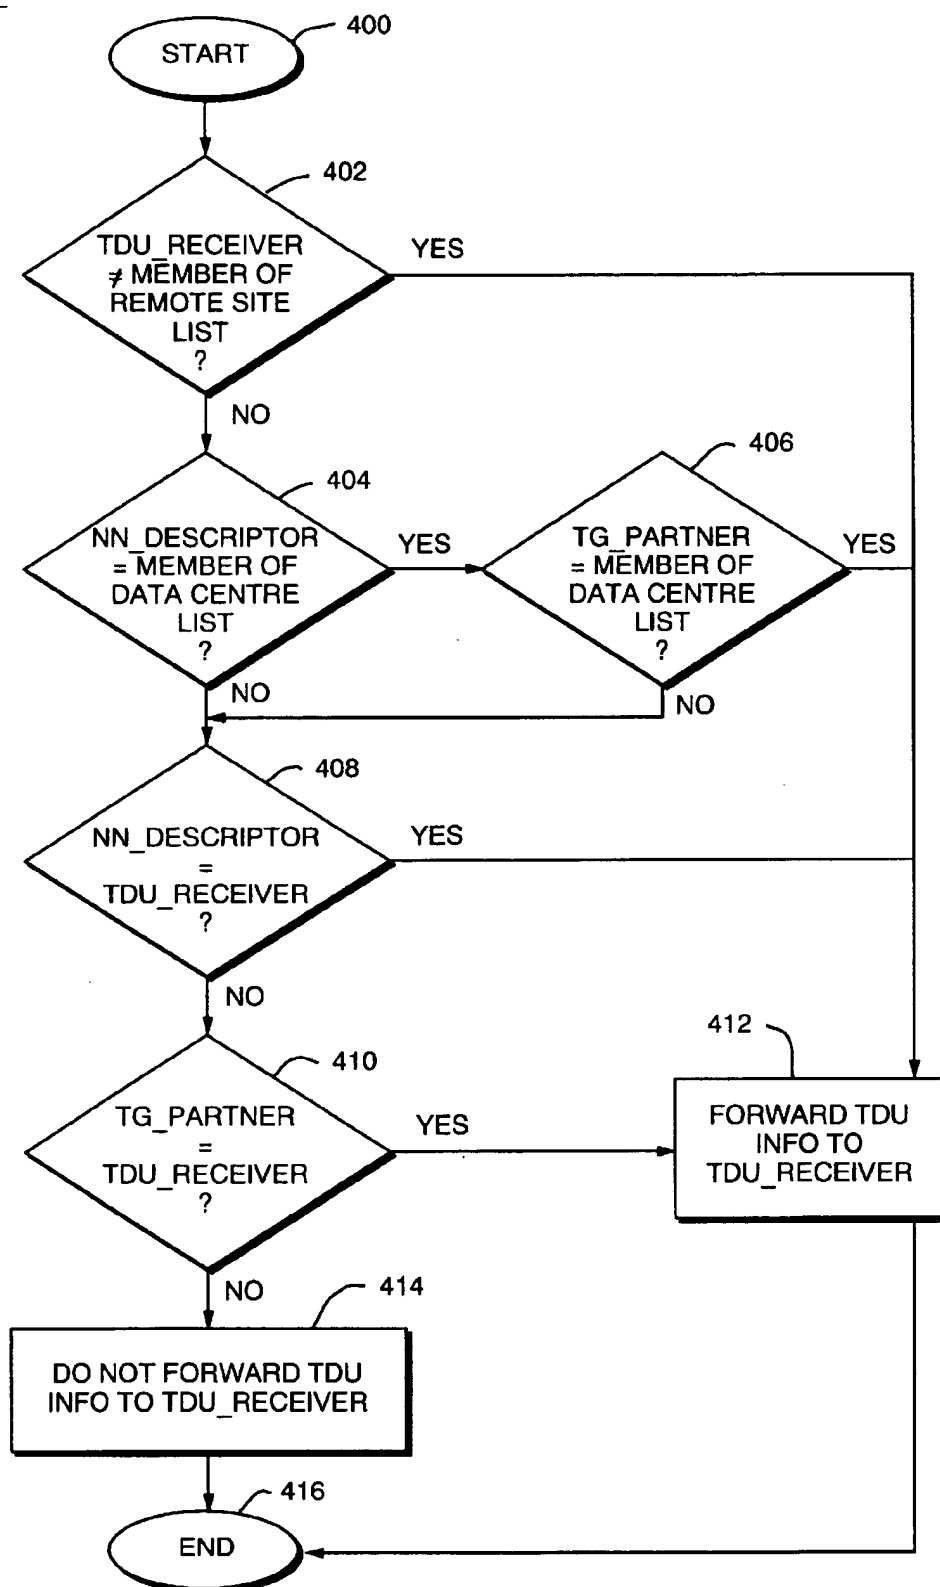 START
400
402
TDU_RECEIVER
≠ MEMBER OF
REMOTE SITE
LIST
?
YES
NO
404
NN_DESCRIPTOR
= MEMBER OF
DATA CENTRE
LIST
?
YES
NO
406
TG_PARTNER
= MEMBER OF
DATA CENTRE
LIST
?
YES
NO
408
NN_DESCRIPTOR
=
TDU_RECEIVER
?
YES
NO
410
TG_PARTNER
=
TDU_RECEIVER
?
YES
NO
412
FORWARD TDU
INFO TO
TDU_RECEIVER
414
DO NOT FORWARD TDU
INFO TO TDU_RECEIVER
416
END